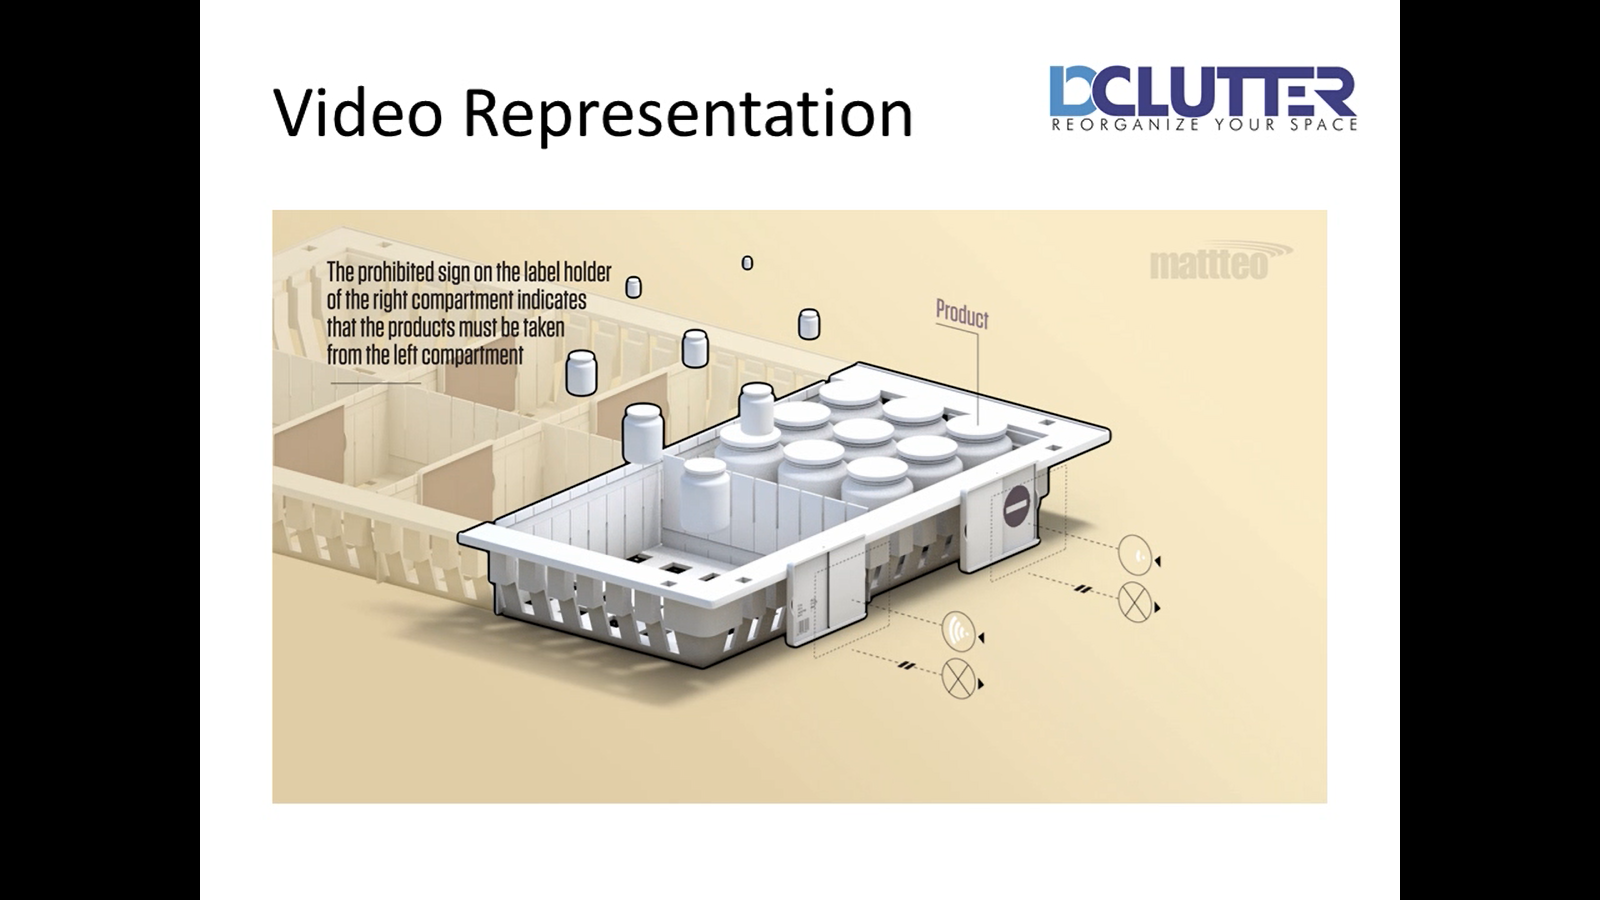 Video Representation
DCLUTTER
REORGANIZE YOUR SPACE
The prohibited sign on the label holder
of the right compartment indicates
that the products must be taken
from the left compartment
mattteo
Product